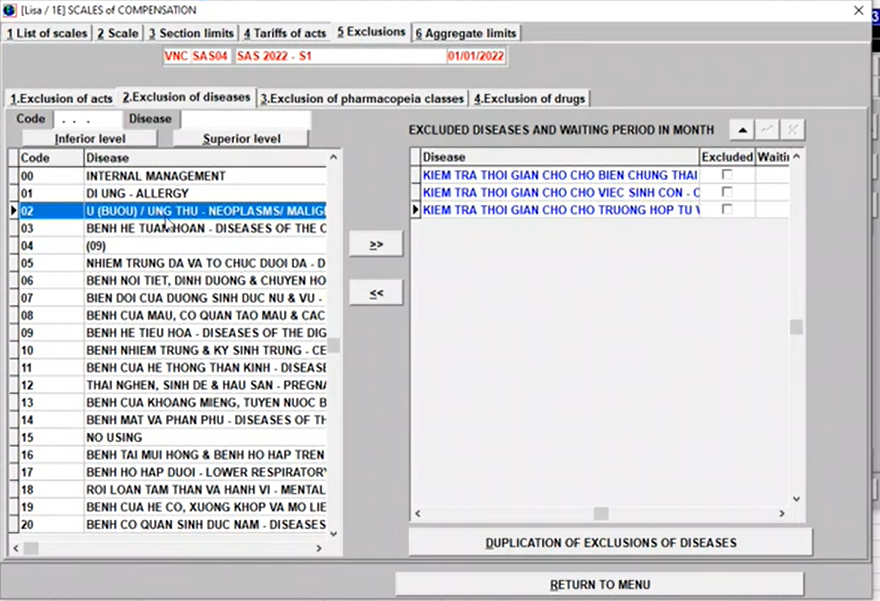 [Lisa / 1E] SCALES of COMPENSATION
1 List of scales 2 Scale 3 Section limits 4 Tariffs of acts 5 Exclusions 6 Aggregate limits
VNC SAS04 SAS 2022 - S1 01/01/2022
1.Exclusion of acts 2.Exclusion of diseases 3.Exclusion of pharmacopeia classes 4.Exclusion of drugs
Code . . . Disease
Inferior level Superior level
Code Disease
00 INTERNAL MANAGEMENT
01 DI UNG - ALLERGY
02 U (BUOU) / UNG THU - NEOPLASMS/ MALIG
03 BENH HE TUAN HOAN - DISEASES OF THE C
04 (09)
05 NHIEM TRUNG DA VA TO CHUC DUOI DA - D
06 BENH NOI TIET, DINH DUONG & CHUYEN HO
07 BIEN DOI CUA DUONG SINH DUC NU & VU -
08 BENH CUA MAU, CO QUAN TAO MAU & CAC
09 BENH HE TIEU HOA - DISEASES OF THE DIG
10 BENH NHIEM TRUNG & KY SINH TRUNG - CE
11 BENH CUA HE THONG THAN KINH - DISEASE
12 THAI NGHEN, SINH DE & HAU SAN - PREGNA
13 BENH CUA KHOANG MIENG, TUYEN NUOC B
14 BENH MAT VA PHAN PHU - DISEASES OF TH
15 NO USING
16 BENH TAI MUI HONG & BENH HO HAP TREN
17 BENH HO HAP DUOI - LOWER RESPIRATORY
18 ROI LOAN TAM THAN VA HANH VI - MENTAL
19 BENH CUA HE CO, XUONG KHOP VA MO LIE
20 BENH CO QUAN SINH DUC NAM - DISEASES
>>
<<
EXCLUDED DISEASES AND WAITING PERIOD IN MONTH
Disease Excluded Waitin
KIEM TRA THOI GIAN CHO CHO BIEN CHUNG THAI
KIEM TRA THOI GIAN CHO CHO VIEC SINH CON - C
KIEM TRA THOI GIAN CHO CHO TRUONG HOP TU V
DUPLICATION OF EXCLUSIONS OF DISEASES
RETURN TO MENU